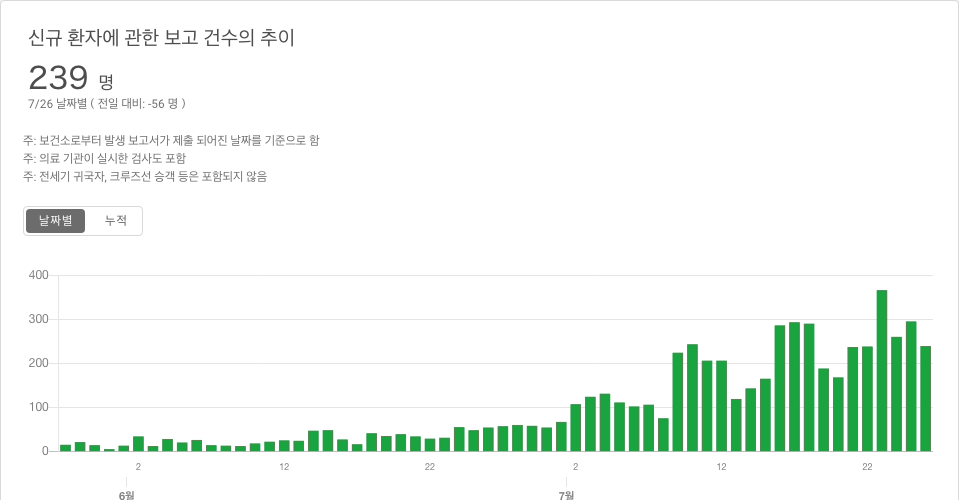 신규 환자에 관한 보고 건수의 추이
239 명
7/26 날짜별 ( 전일 대비: -56 명 )
주: 보건소로부터 발생 보고서가 제출 되어진 날짜를 기준으로 함
주: 의료 기관이 실시한 검사도 포함
주: 전세기 귀국자, 크루즈선 승객 등은 포함되지 않음
날짜별 누적
400
300
200
100
0
2 12 22 2 12 22
6월 7월